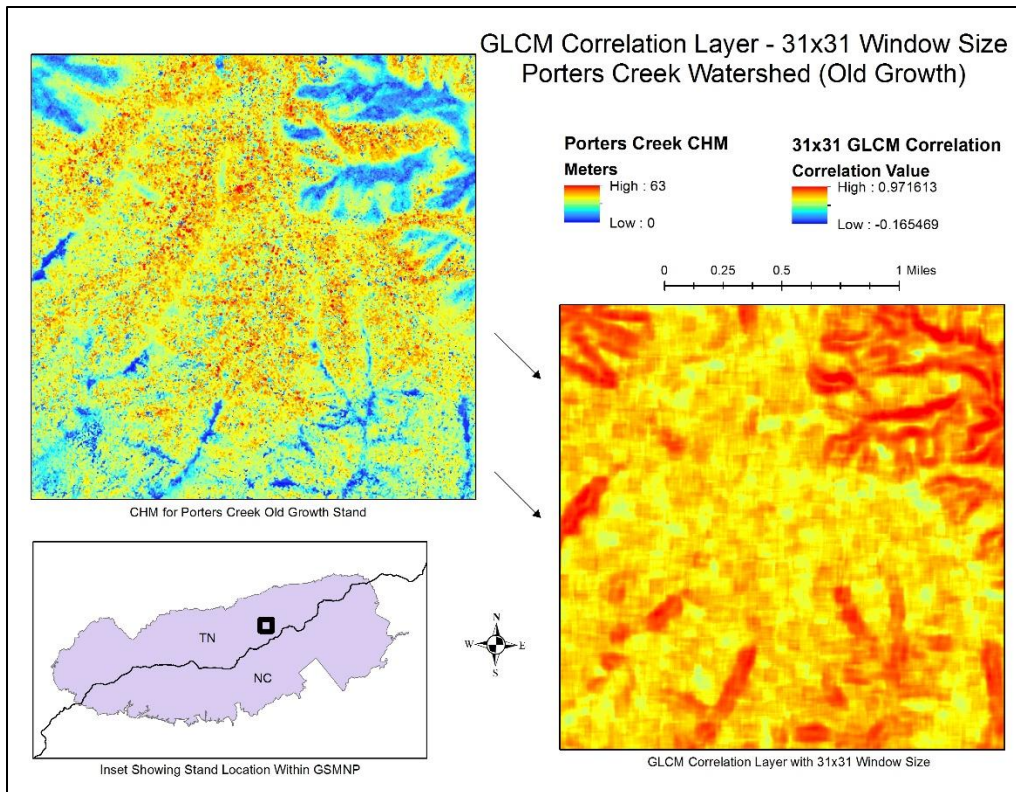 GLCM Correlation Layer - 31x31 Window Size
Porters Creek Watershed (Old Growth)
Porters Creek CHM
Meters
High : 63
Low : 0
31x31 GLCM Correlation
Correlation Value
High : 0.971613
Low : -0.165469
0 0.25 0.5 1 Miles
CHM for Porters Creek Old Growth Stand
TN
NC
N
W E
S
Inset Showing Stand Location Within GSMNP
GLCM Correlation Layer with 31x31 Window Size